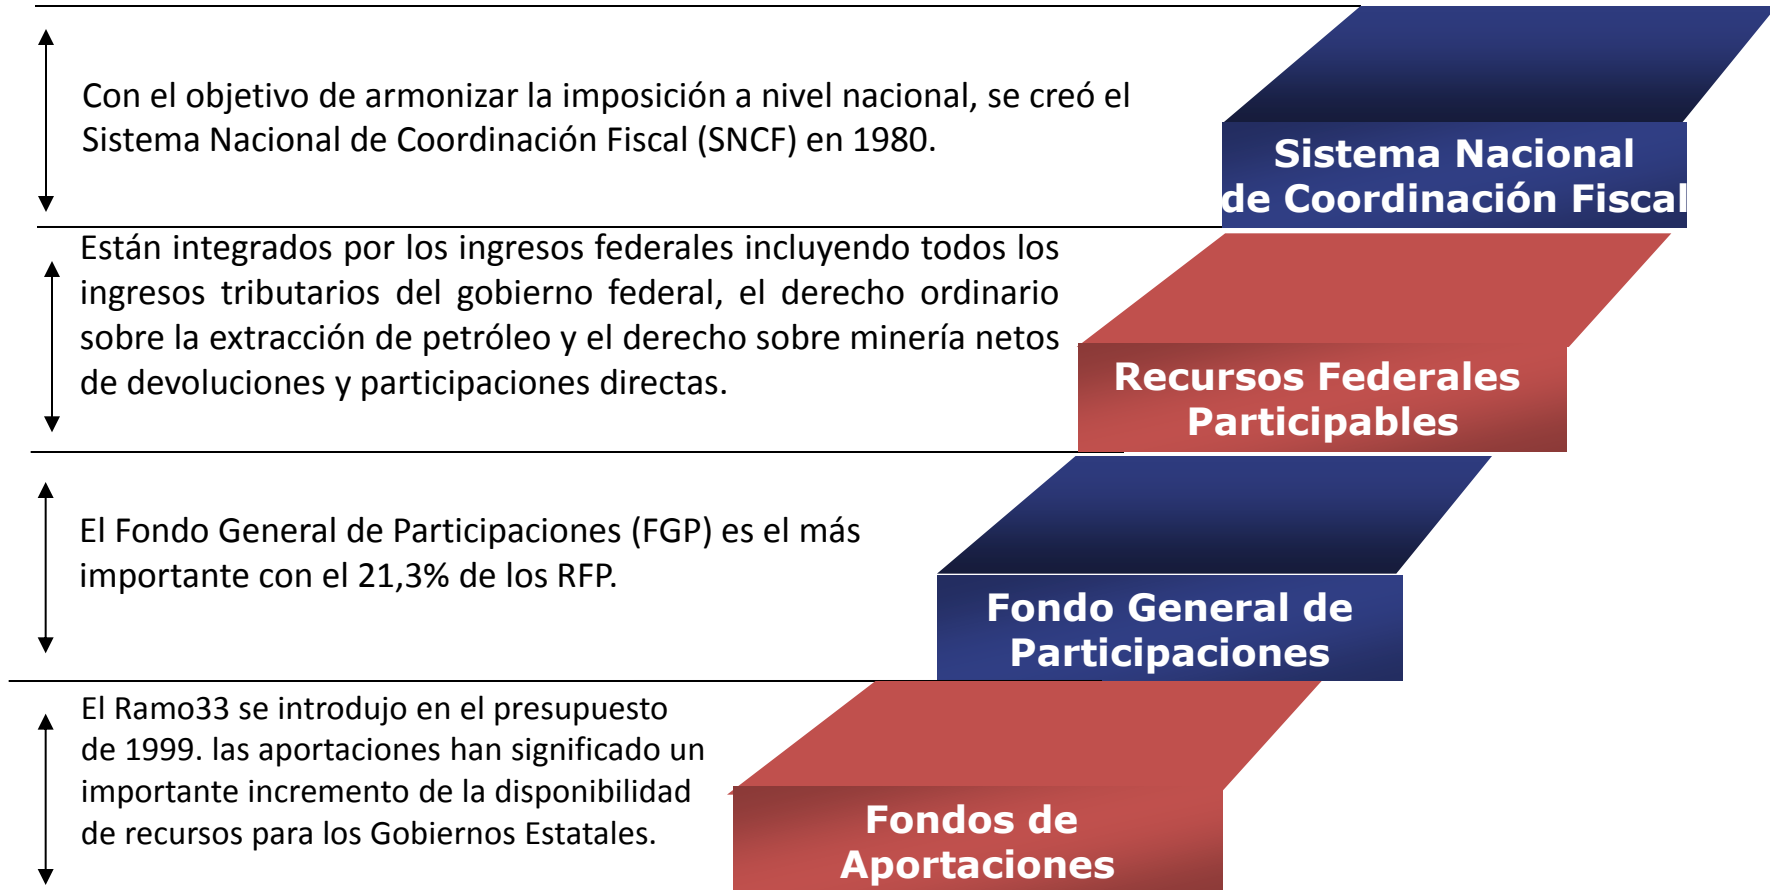 Con el objetivo de armonizar la imposición a nivel nacional, se creó el
Sistema Nacional de Coordinación Fiscal (SNCF) en 1980.
Sistema Nacional
de Coordinación Fiscal
Están integrados por los ingresos federales incluyendo todos los
ingresos tributarios del gobierno federal, el derecho ordinario
sobre la extracción de petróleo y el derecho sobre minería netos
de devoluciones y participaciones directas.
Recursos Federales
Participables
El Fondo General de Participaciones (FGP) es el más
importante con el 21,3% de los RFP.
Fondo General de
Participaciones
El Ramo33 se introdujo en el presupuesto
de 1999. las aportaciones han significado un
importante incremento de la disponibilidad
de recursos para los Gobiernos Estatales.
Fondos de
Aportaciones